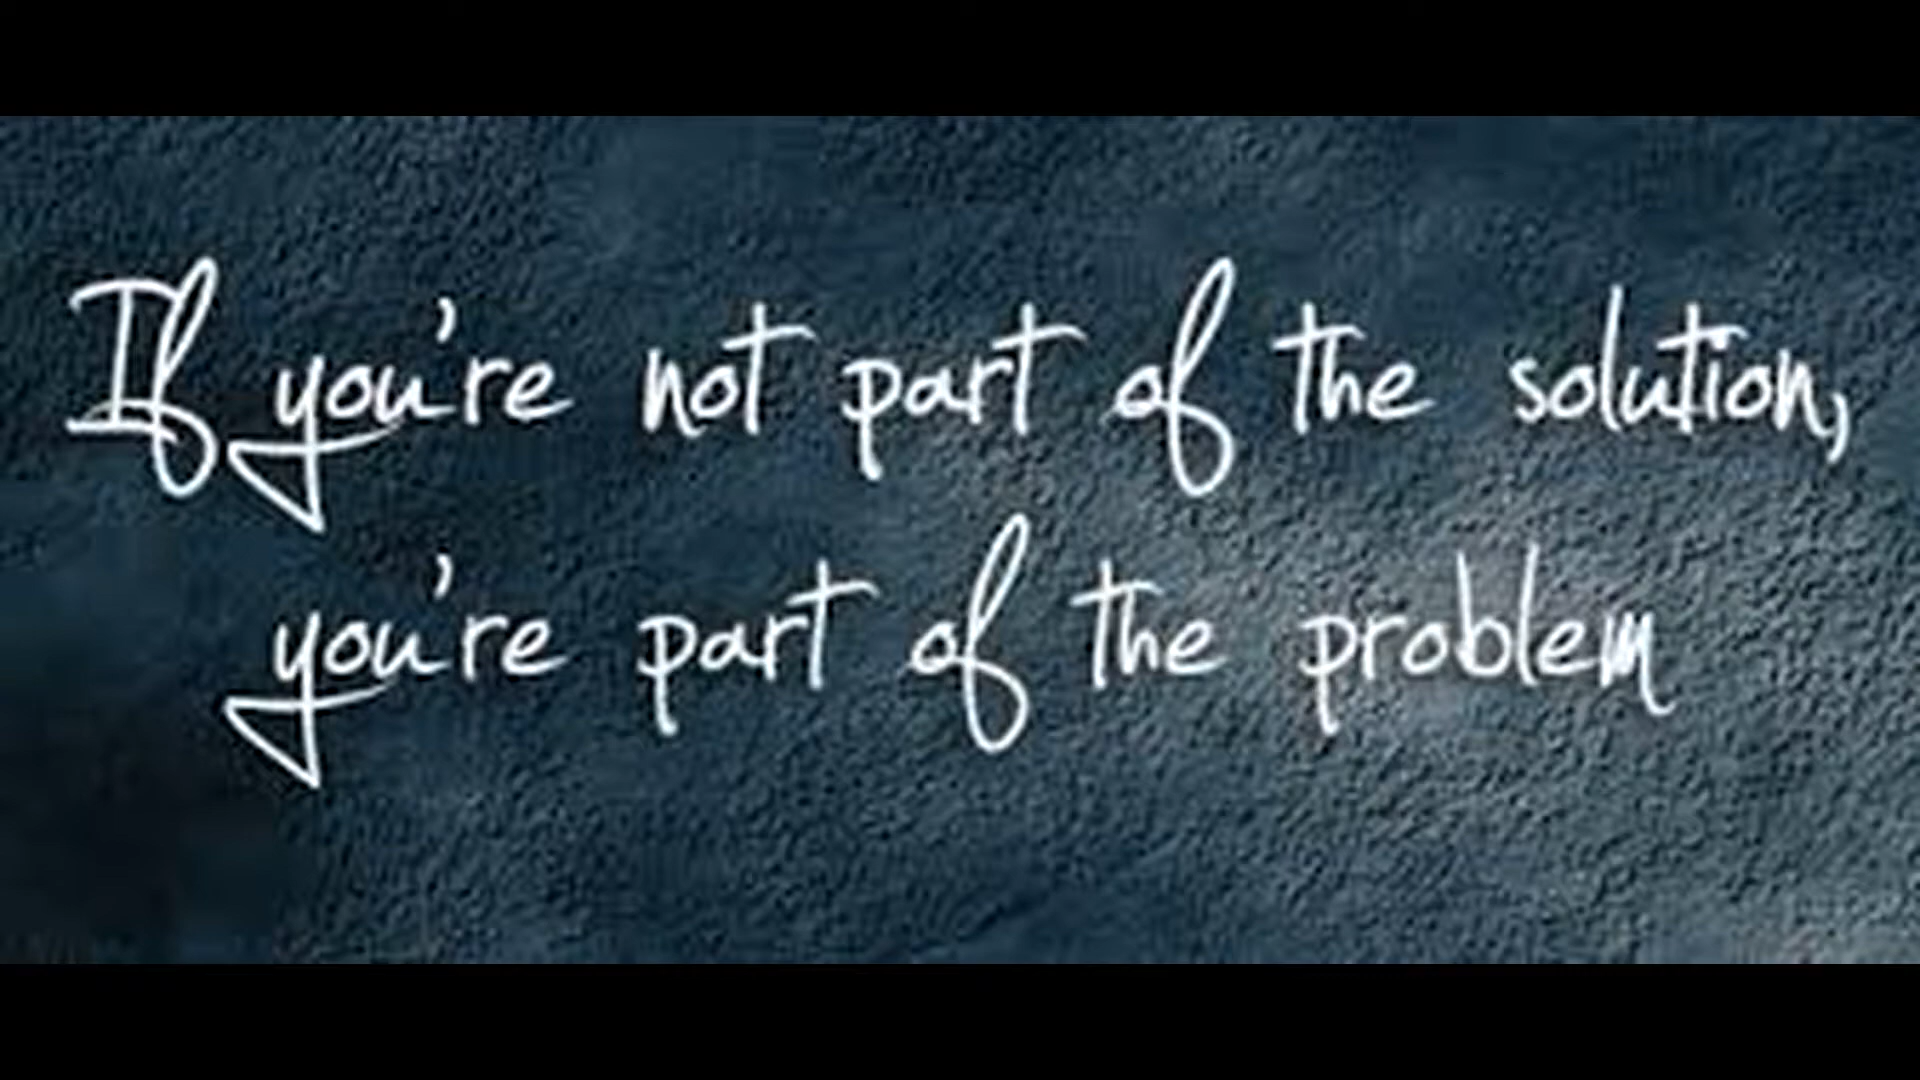 If you're not part of the solution,
you're part of the problem